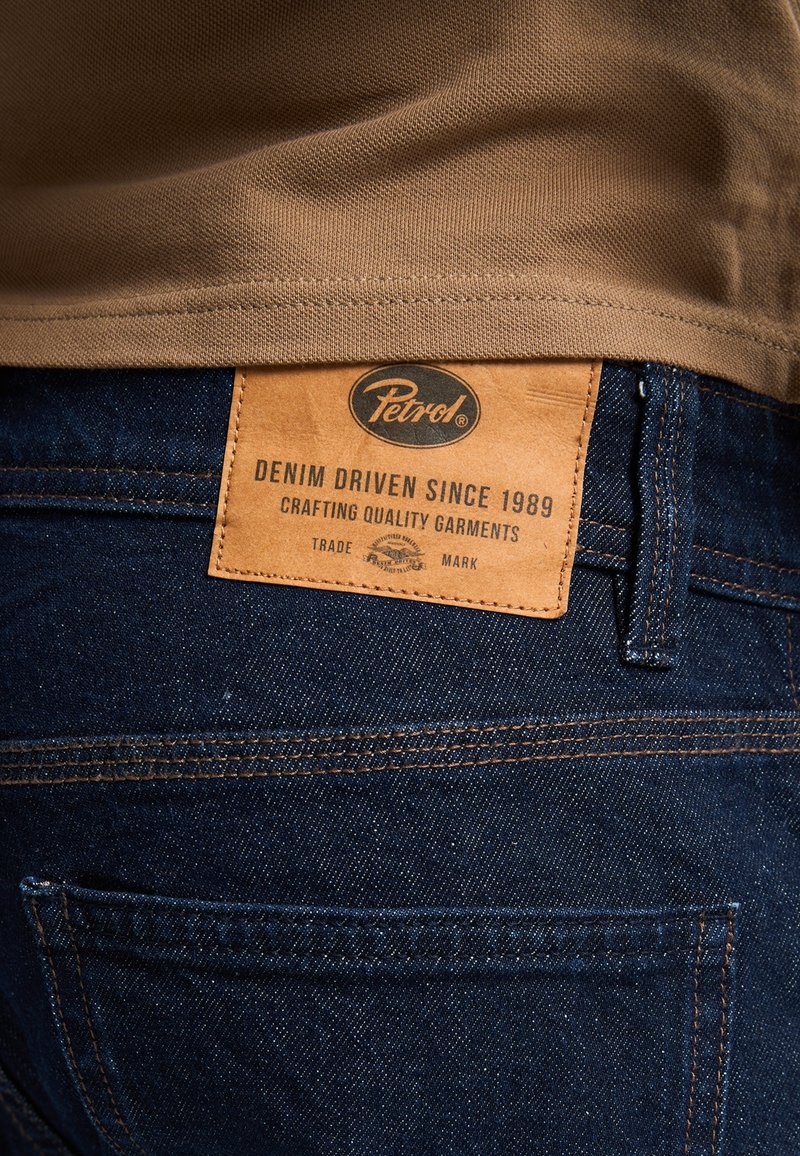 Petrol®
DENIM DRIVEN SINCE 1989
CRAFTING QUALITY GARMENTS
TRADE MARK